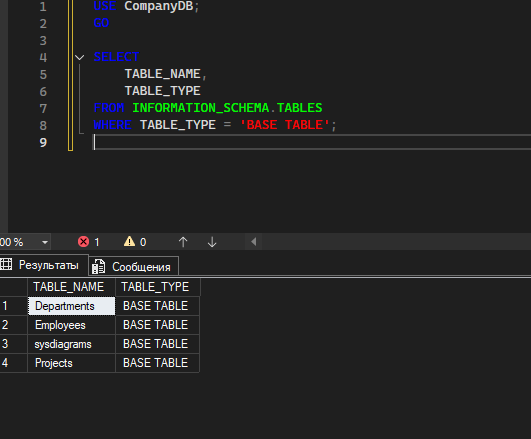 1 USE CompanyDB;
2 GO
3
4 SELECT
5 TABLE_NAME,
6 TABLE_TYPE
7 FROM INFORMATION_SCHEMA.TABLES
8 WHERE TABLE_TYPE = 'BASE TABLE';
9
00 % 1 0
Результаты Сообщения
TABLE_NAME TABLE_TYPE
1 Departments BASE TABLE
2 Employees BASE TABLE
3 sysdiagrams BASE TABLE
4 Projects BASE TABLE